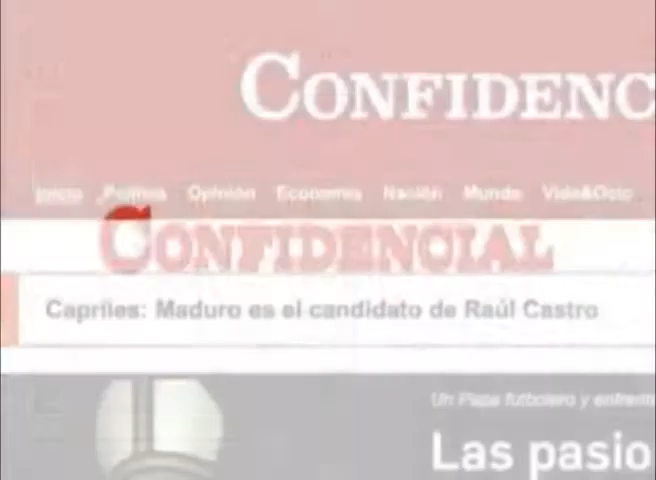 CONFIDENC
Inicio Política Opinión Economía Nación Mundo Vida&Ocio
CONFIDENCIAL
Capriles: Maduro es el candidato de Raúl Castro
Un Papa futbolero y enfrent
Las pasio